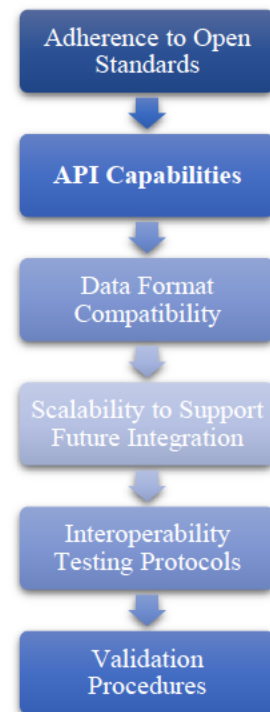 Adherence to Open
Standards
API Capabilities
Data Format
Compatibility
Scalability to Support
Future Integration
Interoperability
Testing Protocols
Validation
Procedures